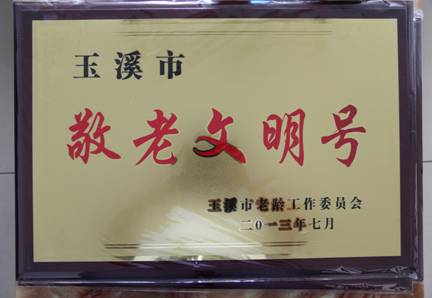 玉溪市
敬老文明号
玉溪市老龄工作委员会
二〇一三年七月